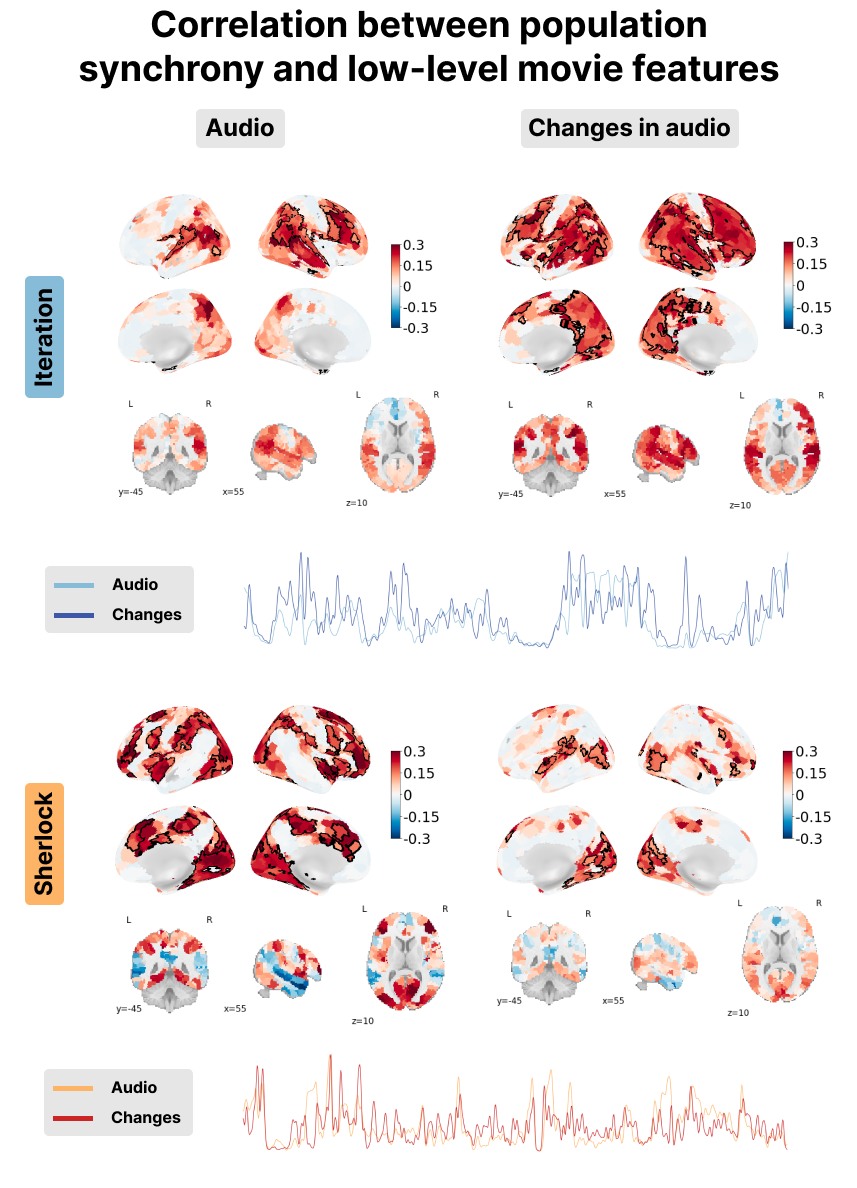 Correlation between population
synchrony and low-level movie features
Audio
Changes in audio
Iteration
0.3
0.15
0
-0.15
-0.3
0.3
0.15
0
-0.15
-0.3
L R
L R
y=-45
x=55
z=10
L R
L R
y=-45
x=55
z=10
Audio
Changes
Sherlock
0.3
0.15
0
-0.15
-0.3
0.3
0.15
0
-0.15
-0.3
L R
L R
y=-45
x=55
z=10
L R
L R
y=-45
x=55
z=10
Audio
Changes